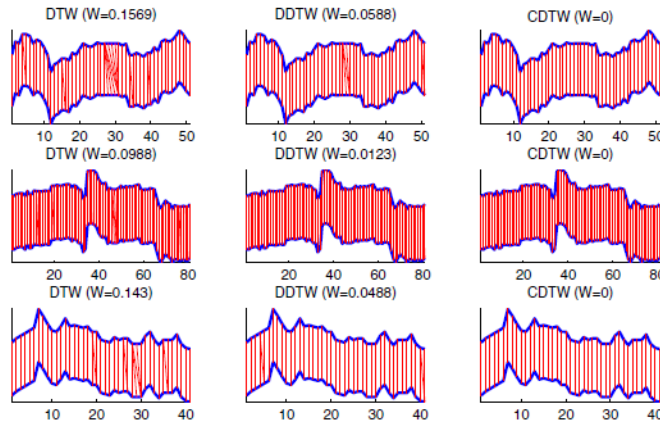 DTW (W=0.1569) DDTW (W=0.0588) CDTW (W=0)
10 20 30 40 50 10 20 30 40 50 10 20 30 40 50
DTW (W=0.0988) DDTW (W=0.0123) CDTW (W=0)
20 40 60 80 20 40 60 80 20 40 60 80
DTW (W=0.143) DDTW (W=0.0488) CDTW (W=0)
10 20 30 40 10 20 30 40 10 20 30 40